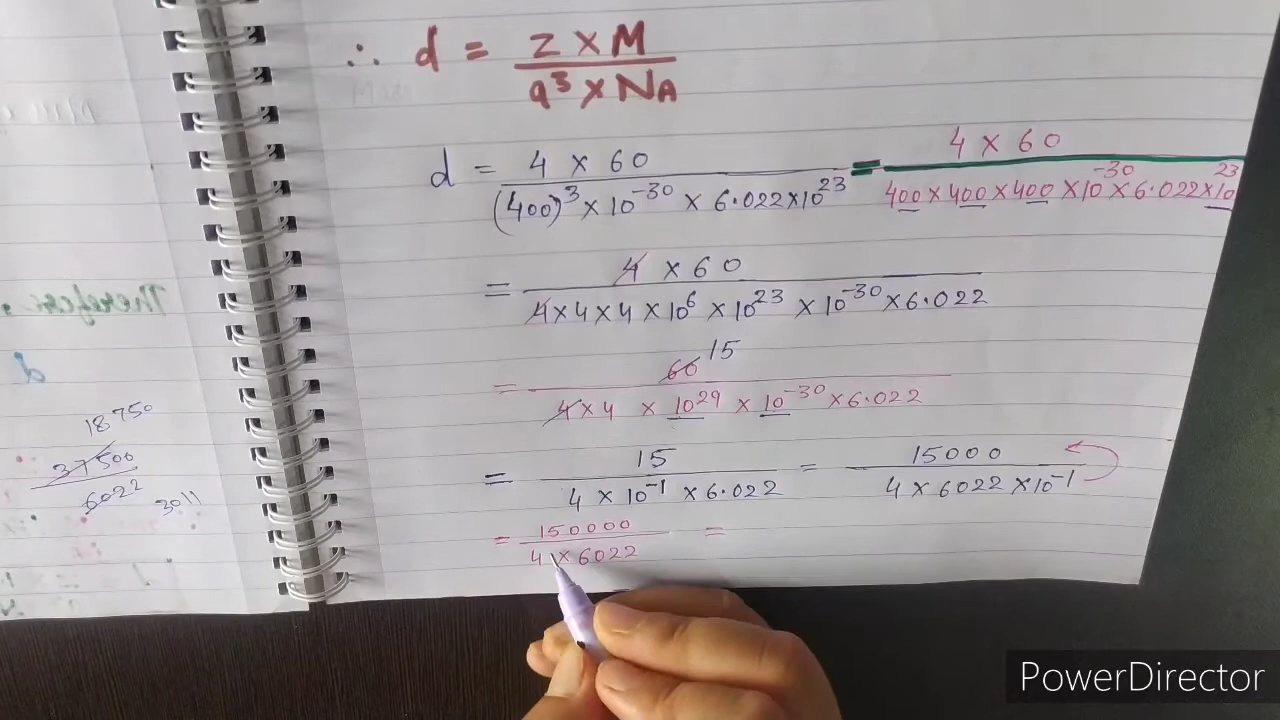 ∴ d = Z × M / a³ × NA
d = 4 × 60 / (400)³ × 10⁻³⁰ × 6.022 × 10²³ = 4 × 60 / 400 × 400 × 400 × 10⁻³⁰ × 6.022 × 10²³
= 4 × 60 / 4 × 4 × 4 × 10⁶ × 10²³ × 10⁻³⁰ × 6.022
= 60 15 / 4 × 4 × 10²⁹ × 10⁻³⁰ × 6.022
= 15 / 4 × 10⁻¹ × 6.022 = 15000 / 4 × 6022 × 10⁻¹
= 150000 / 4 × 6022 =
18750
37500
6022 3011
Therefore
d
PowerDirector